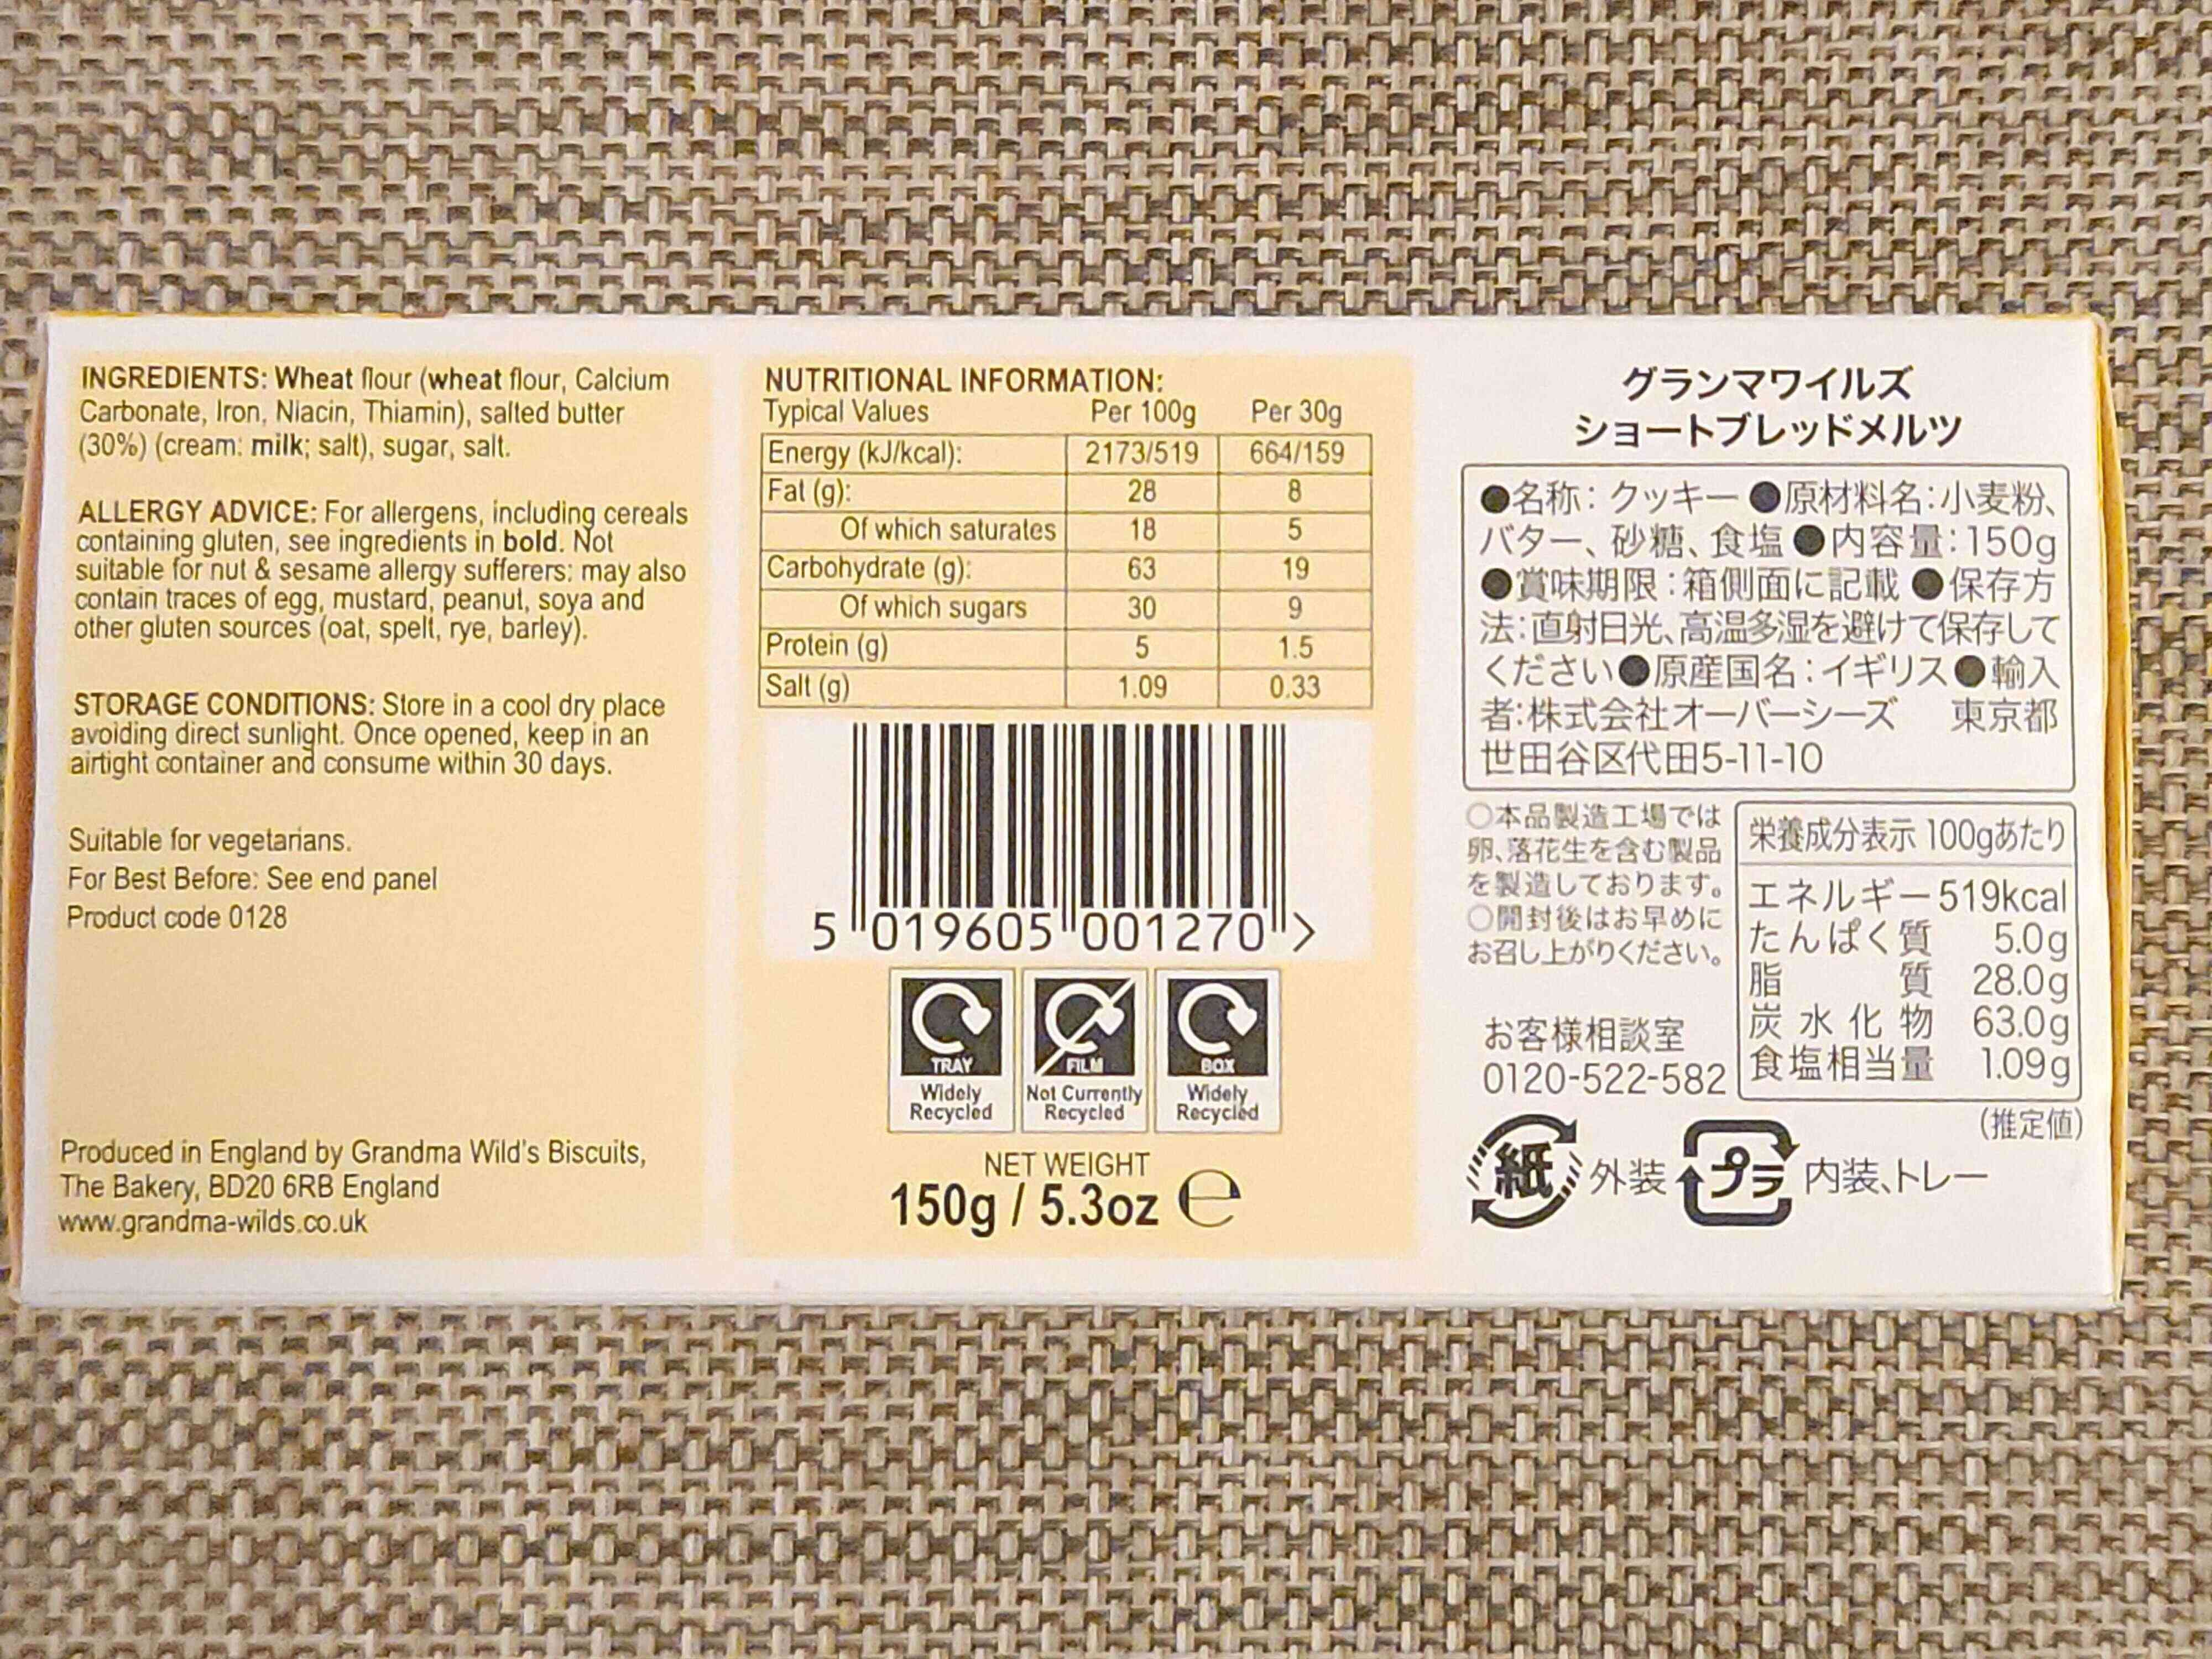 INGREDIENTS: Wheat flour (wheat flour, Calcium
Carbonate, Iron, Niacin, Thiamin), salted butter
(30%) (cream: milk; salt), sugar, salt.
ALLERGY ADVICE: For allergens, including cereals
containing gluten, see ingredients in bold. Not
suitable for nut & sesame allergy sufferers: may also
contain traces of egg, mustard, peanut, soya and
other gluten sources (oat, spelt, rye, barley).
STORAGE CONDITIONS: Store in a cool dry place
avoiding direct sunlight. Once opened, keep in an
airtight container and consume within 30 days.
Suitable for vegetarians.
For Best Before: See end panel
Product code 0128
Produced in England by Grandma Wild's Biscuits,
The Bakery, BD20 6RB England
www.grandma-wilds.co.uk
NUTRITIONAL INFORMATION:
Typical Values Per 100g Per 30g
Energy (kJ/kcal): 2173/519 664/159
Fat (g): 28 8
Of which saturates 18 5
Carbohydrate (g): 63 19
Of which sugars 30 9
Protein (g) 5 1.5
Salt (g) 1.09 0.33
5 019605 001270 >
TRAY FILM BOX
Widely Not Currently Widely
Recycled Recycled Recycled
NET WEIGHT
150g / 5.3oz ℮
グランマワイルズ
ショートブレッドメルツ
●名称：クッキー●原材料名：小麦粉、
バター、砂糖、食塩●内容量：150g
●賞味期限：箱側面に記載●保存方
法：直射日光、高温多湿を避けて保存して
ください●原産国名：イギリス●輸入
者：株式会社オーバーシーズ　東京都
世田谷区代田5-11-10
○本品製造工場では
卵、落花生を含む製品
を製造しております。
○開封後はお早めに
お召し上がりください。
お客様相談室
0120-522-582
栄養成分表示 100gあたり
エネルギー 519kcal
たんぱく質 5.0g
脂質 28.0g
炭水化物 63.0g
食塩相当量 1.09g
(推定値)
紙 外装 プラ 内装、トレー